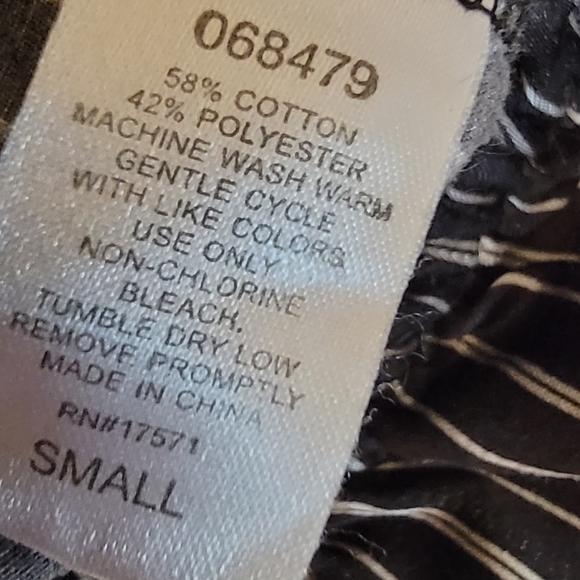 068479
58% COTTON
42% POLYESTER
MACHINE WASH WARM
GENTLE CYCLE
WITH LIKE COLORS
USE ONLY
NON-CHLORINE
BLEACH.
TUMBLE DRY LOW
REMOVE PROMPTLY
MADE IN CHINA
RN#17571
SMALL